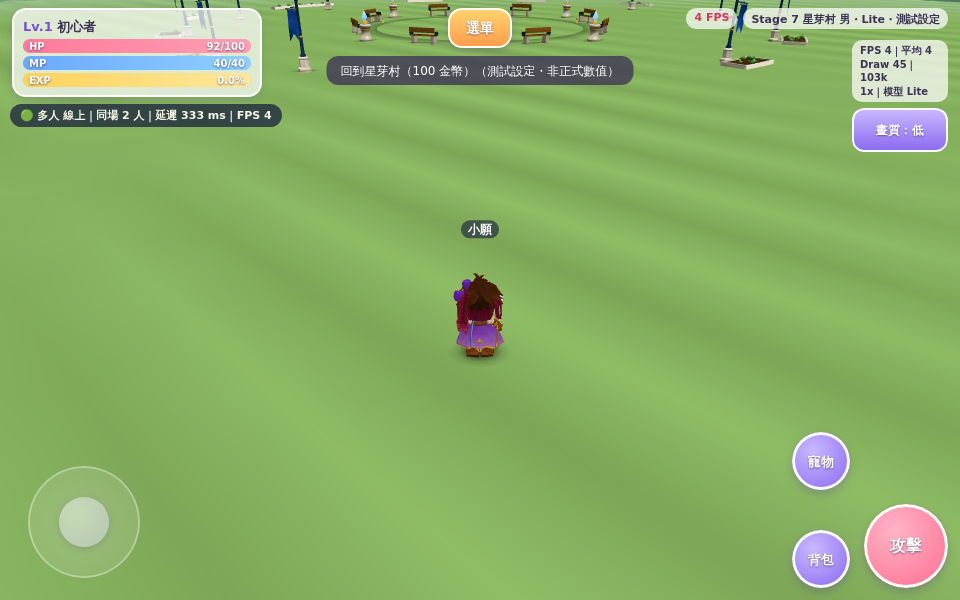 Lv.1 初心者
HP 92/100
MP 40/40
EXP 0.0%
🟢 多人 線上｜同場 2 人｜延遲 333 ms｜FPS 4
選單
回到星芽村（100 金幣）（測試設定・非正式數值）
4 FPS
Stage 7 星芽村 男・Lite・測試設定
FPS 4｜平均 4
Draw 45｜
103k
1x｜模型 Lite
畫質：低
小願
寵物
背包
攻擊